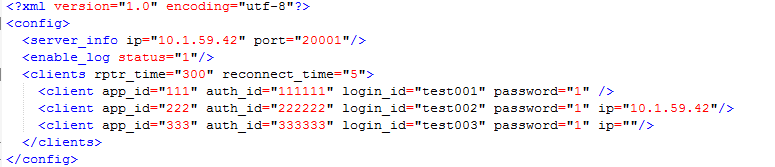 <?xml version="1.0" encoding="utf-8"?>
<config>
<server_info ip="10.1.59.42" port="20001"/>
<enable_log status="1"/>
<clients rptr_time="300" reconnect_time="5">
<client app_id="111" auth_id="111111" login_id="test001" password="1" />
<client app_id="222" auth_id="222222" login_id="test002" password="1" ip="10.1.59.42"/>
<client app_id="333" auth_id="333333" login_id="test003" password="1" ip=""/>
</clients>
</config>